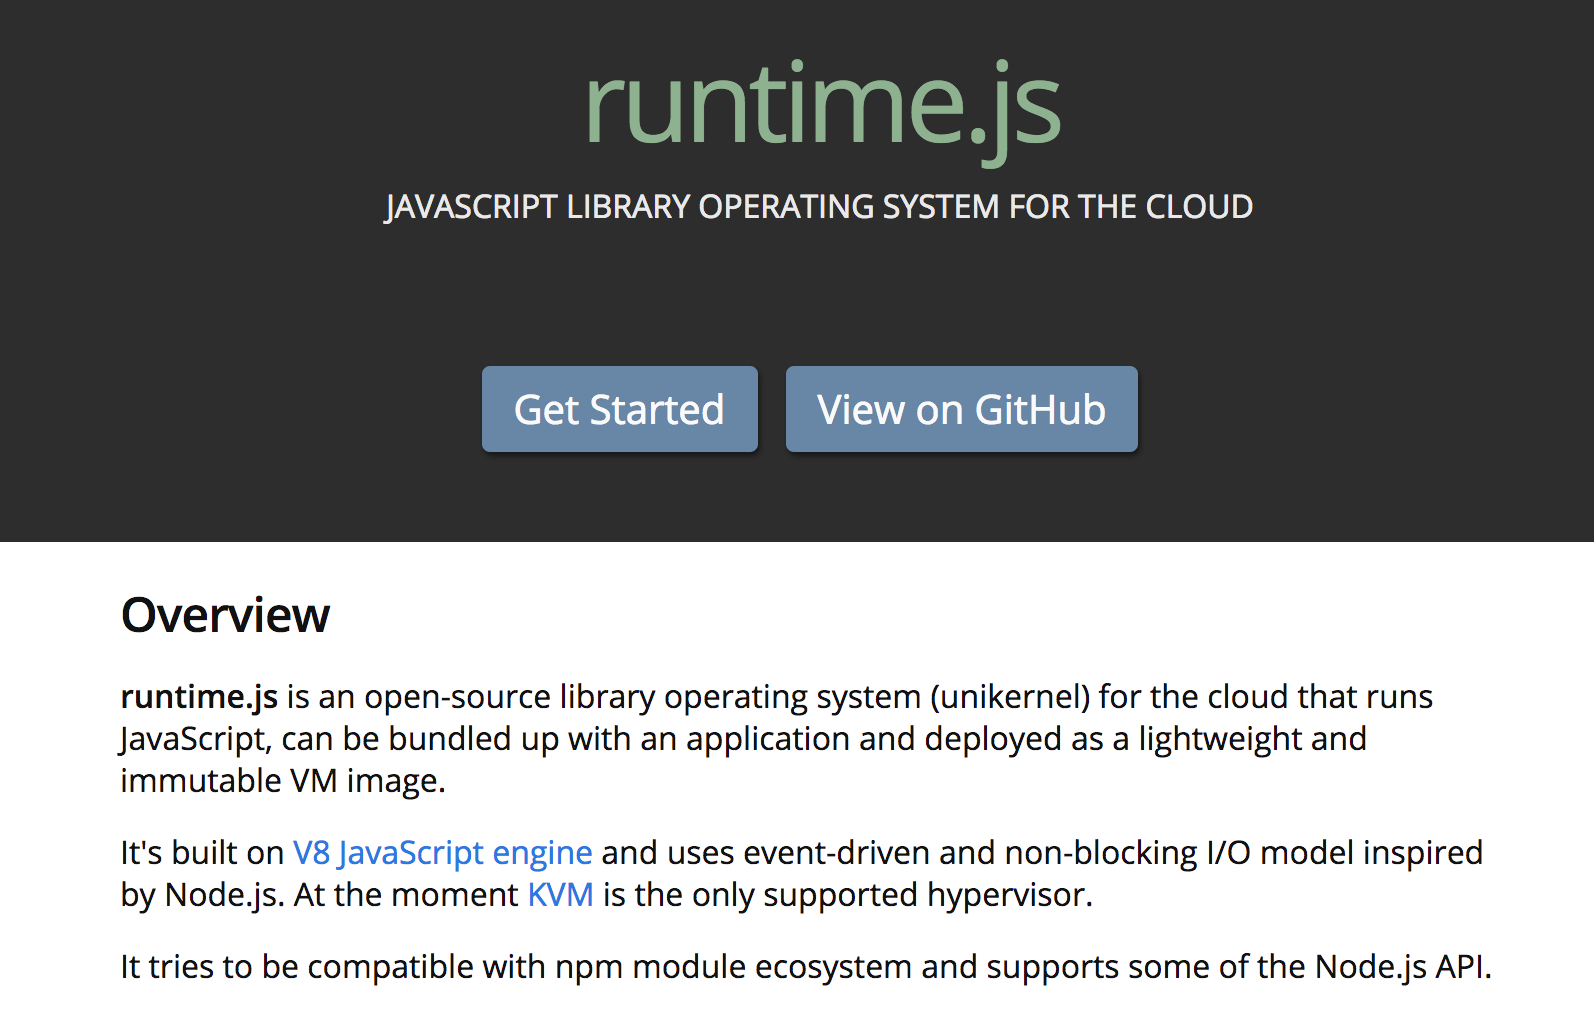 runtime.js
JAVASCRIPT LIBRARY OPERATING SYSTEM FOR THE CLOUD
Get Started
View on GitHub
Overview
runtime.js is an open-source library operating system (unikernel) for the cloud that runs
JavaScript, can be bundled up with an application and deployed as a lightweight and
immutable VM image.
It's built on V8 JavaScript engine and uses event-driven and non-blocking I/O model inspired
by Node.js. At the moment KVM is the only supported hypervisor.
It tries to be compatible with npm module ecosystem and supports some of the Node.js API.